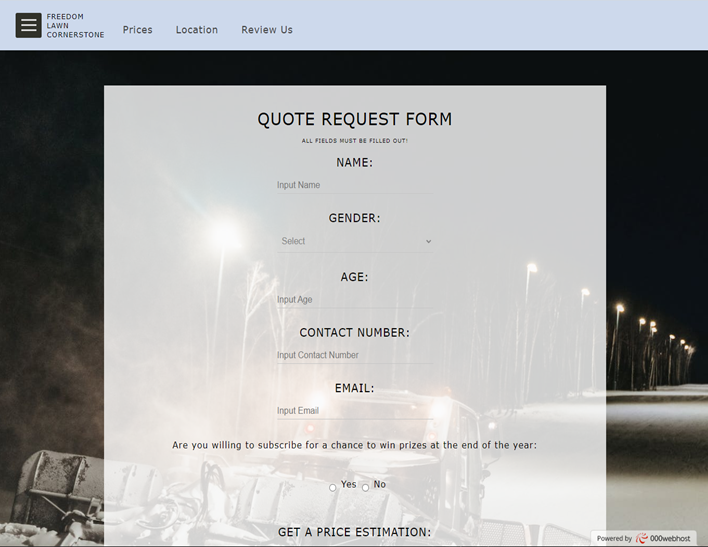 FREEDOM
LAWN
CORNERSTONE
Prices
Location
Review Us
QUOTE REQUEST FORM
ALL FIELDS MUST BE FILLED OUT!
NAME:
Input Name
GENDER:
Select
AGE:
Input Age
CONTACT NUMBER:
Input Contact Number
EMAIL:
Input Email
Are you willing to subscribe for a chance to win prizes at the end of the year:
Yes No
GET A PRICE ESTIMATION:
Powered by 000webhost